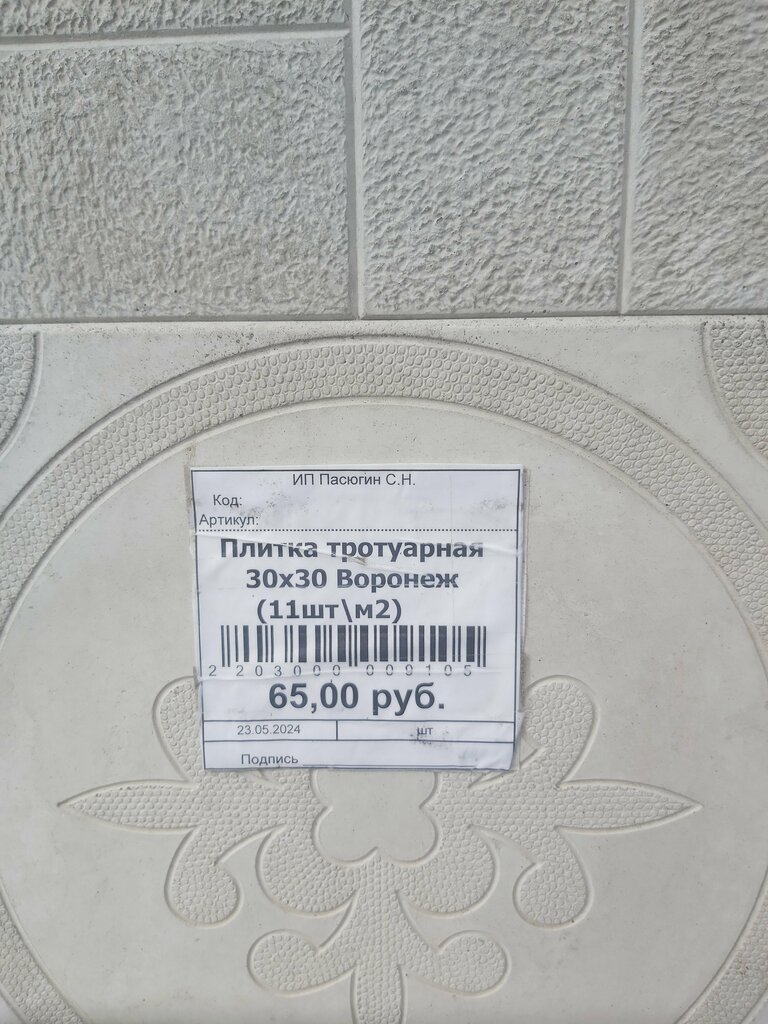 ИП Пасюгин С.Н.
Код:
Артикул:
Плитка тротуарная
30x30 Воронеж
(11шт\м2)
2 203000 009105
65,00 руб.
23.05.2024 шт
Подпись